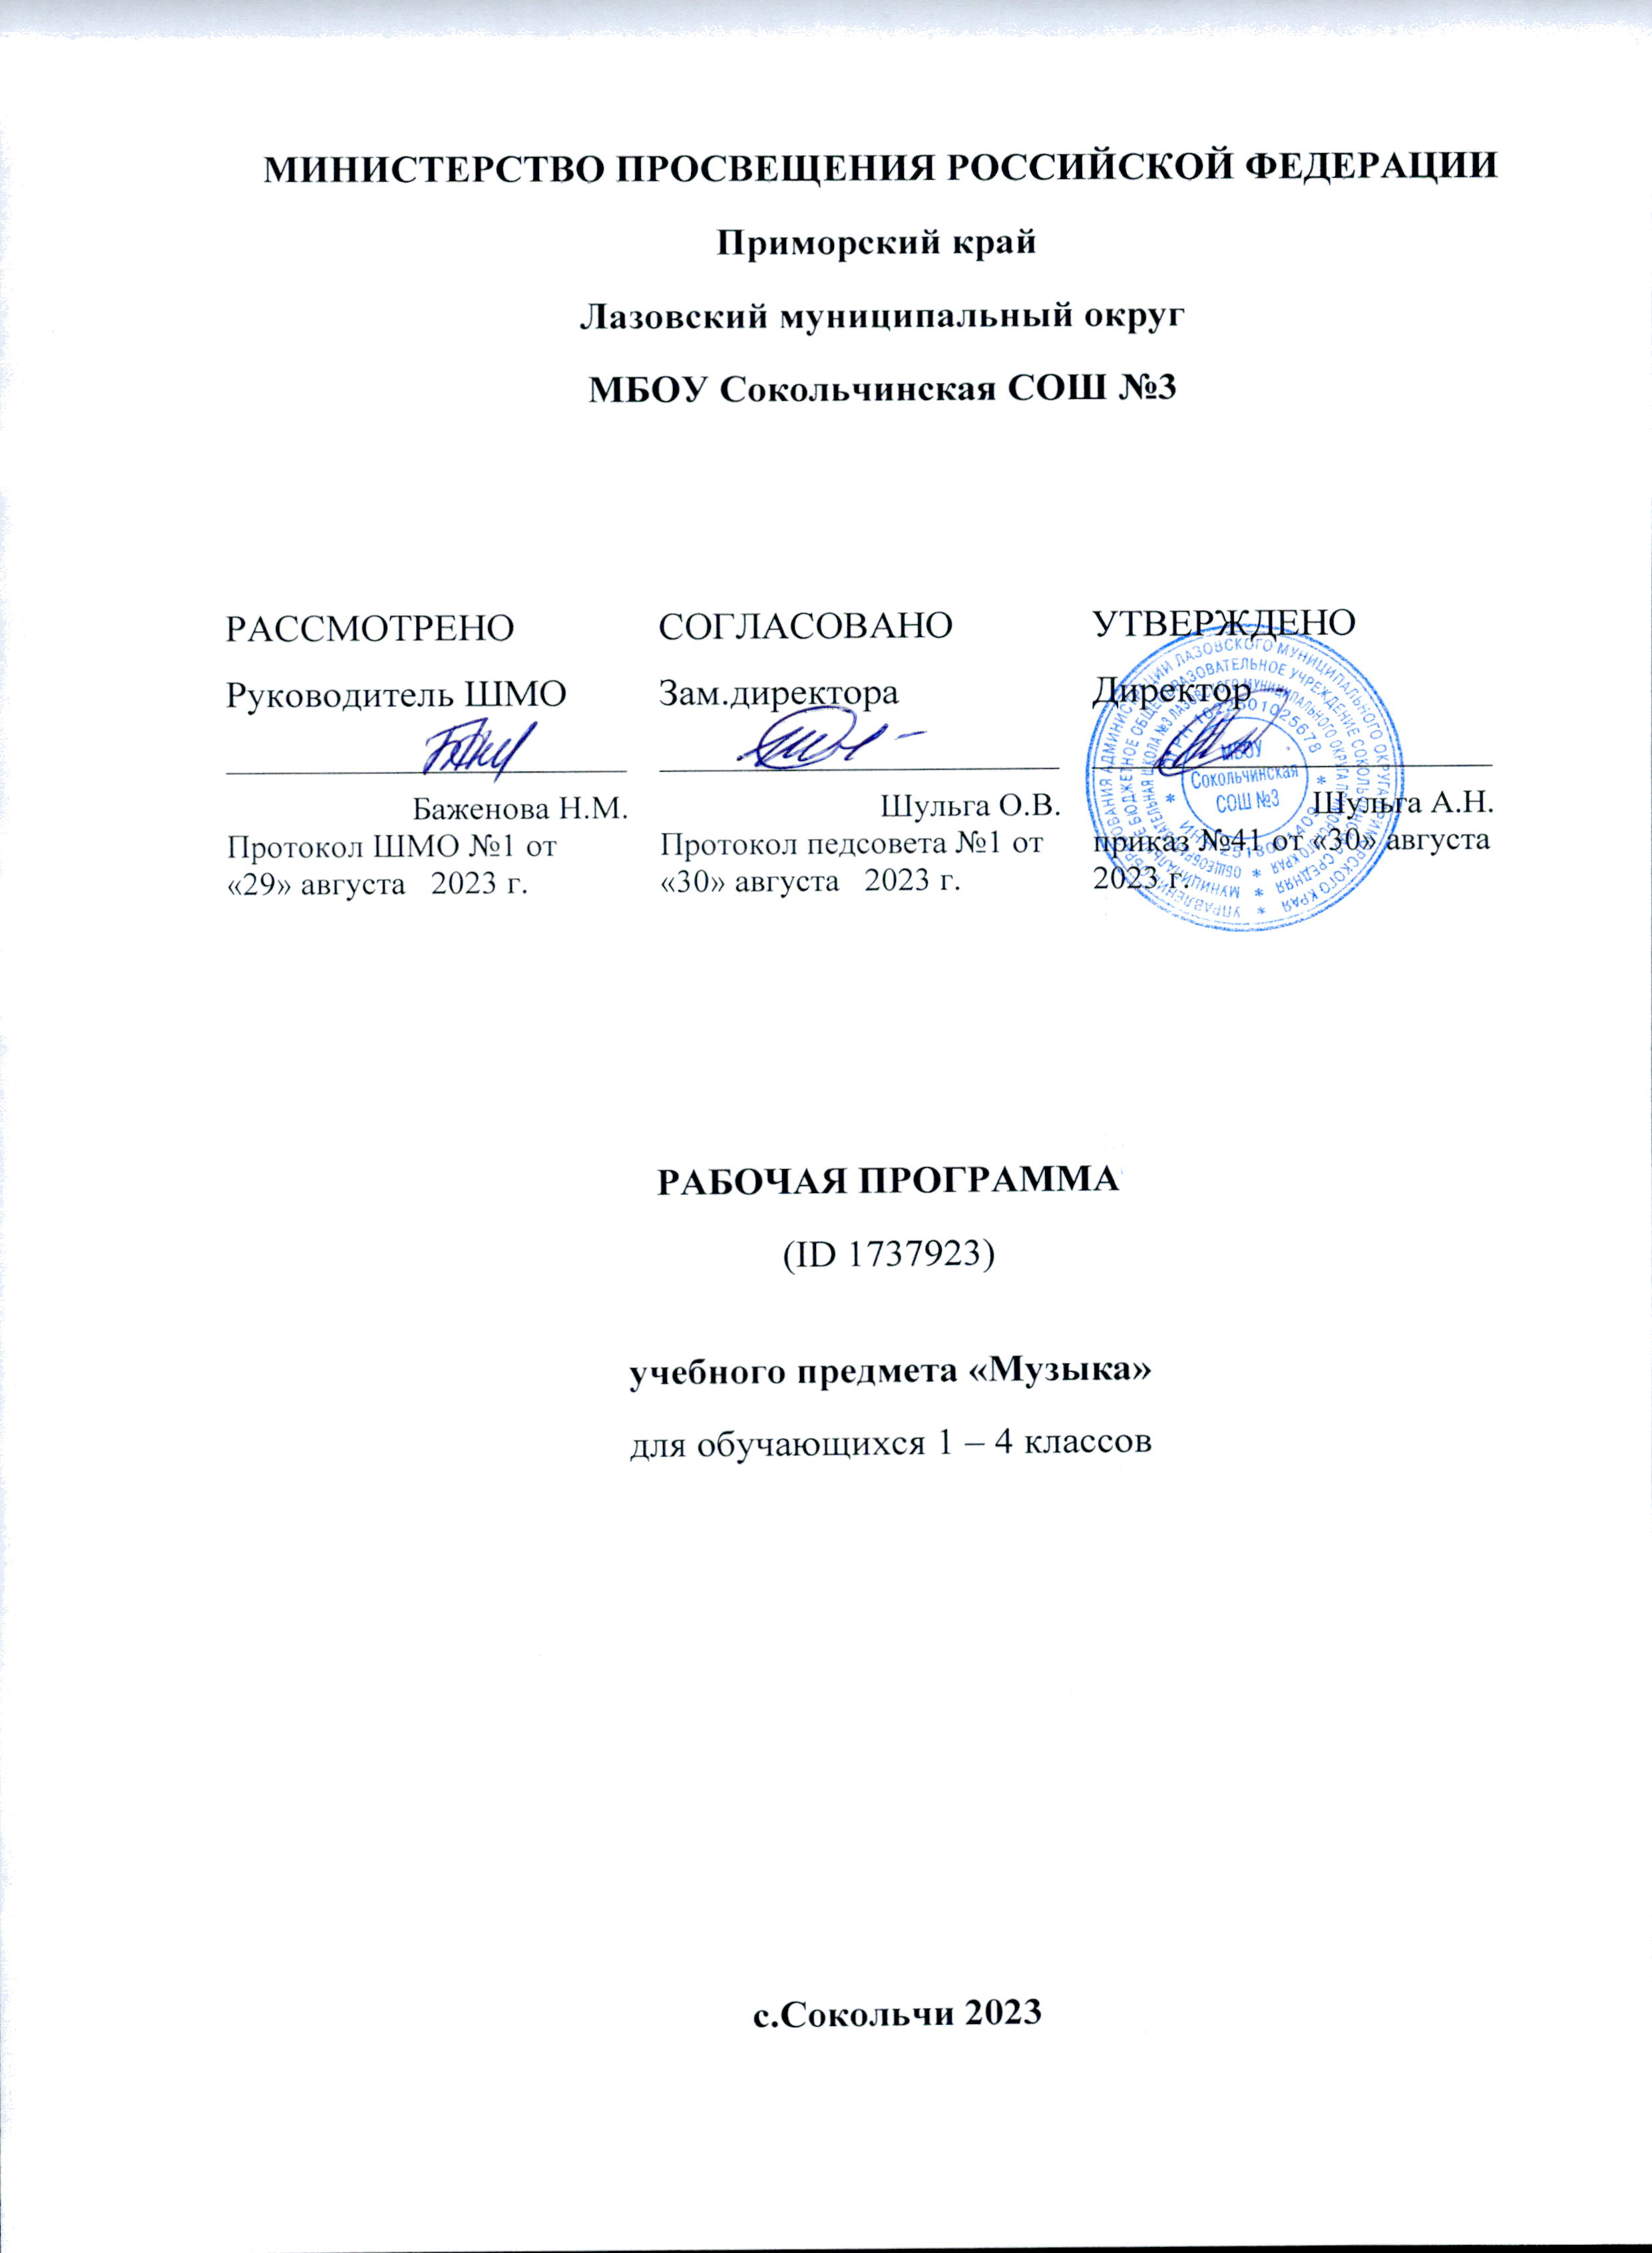 МИНИСТЕРСТВО ПРОСВЕЩЕНИЯ РОССИЙСКОЙ ФЕДЕРАЦИИ
Приморский край
Лазовский муниципальный округ
МБОУ Сокольчинская СОШ №3
РАССМОТРЕНО
Руководитель ШМО
Баженова Н.М.
Протокол ШМО №1 от
«29» августа 2023 г.
СОГЛАСОВАНО
Зам.директора
Шульга О.В.
Протокол педсовета №1 от
«30» августа 2023 г.
УТВЕРЖДЕНО
Директор
Шульга А.Н.
приказ №41 от «30» августа
2023 г.
МБОУ
Сокольчинская
СОШ №3
РАБОЧАЯ ПРОГРАММА
(ID 1737923)
учебного предмета «Музыка»
для обучающихся 1 – 4 классов
с.Сокольчи 2023